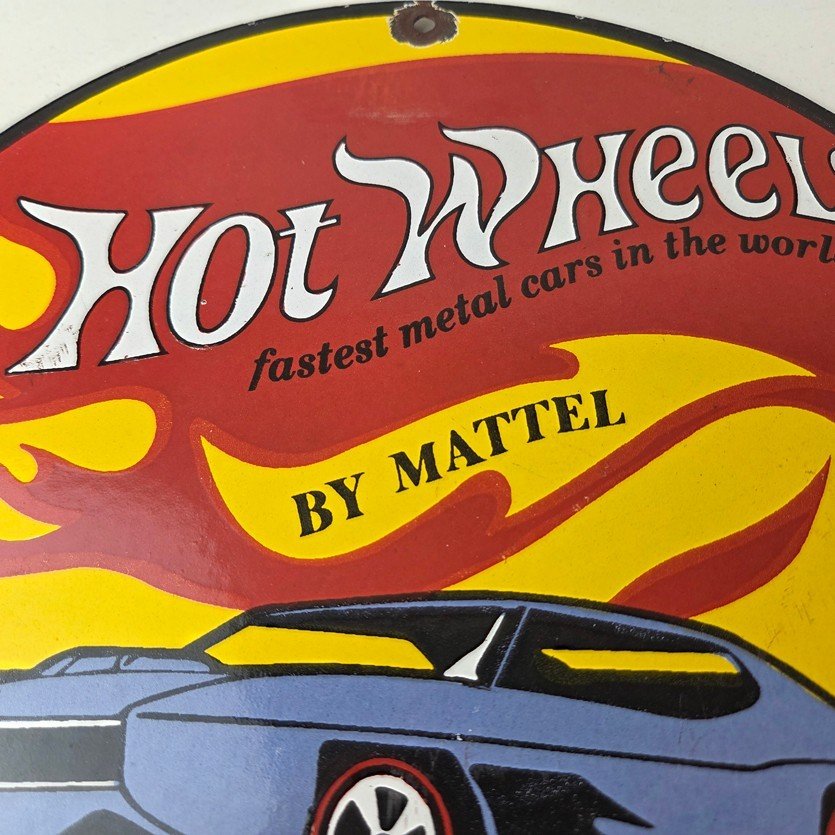 Hot Wheel
fastest metal cars in the worl
BY MATTEL